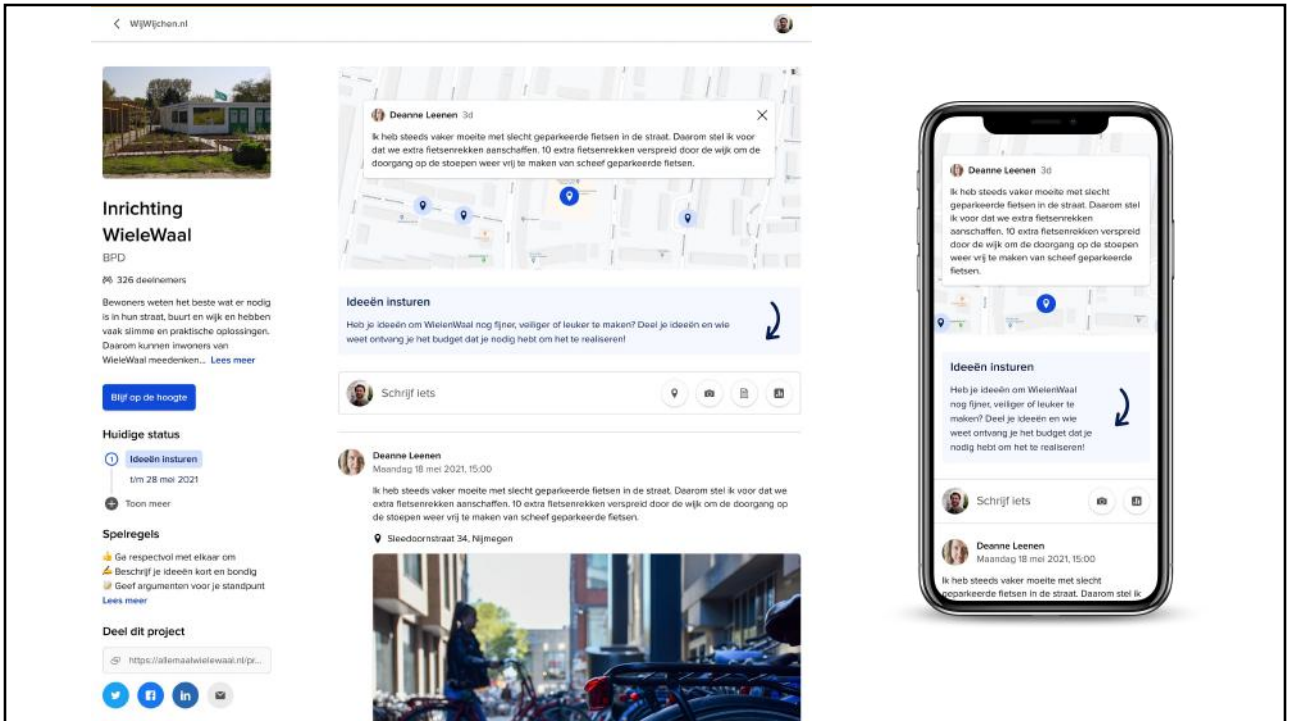 WijWijchen.nl
Inrichting
WieleWaal
BPD
326 deelnemers
Bewoners weten het beste wat er nodig
is in hun straat, buurt en wijk en hebben
vaak slimme en praktische oplossingen.
Daarom kunnen inwoners van
WieleWaal meedenken... Lees meer
Blijf op de hoogte
Huidige status
1 Ideeën insturen
t/m 28 mei 2021
Toon meer
Spelregels
Ga respectvol met elkaar om
Beschrijf je ideeën kort en bondig
Geef argumenten voor je standpunt
Lees meer
Deel dit project
https://allemaalwielewaal.nl/pr...
Deanne Leenen 3d
Ik heb steeds vaker moeite met slecht geparkeerde fietsen in de straat. Daarom stel ik voor
dat we extra fietsenrekken aanschaffen. 10 extra fietsenrekken verspreid door de wijk om de
doorgang op de stoepen weer vrij te maken van scheef geparkeerde fietsen.
Ideeën insturen
Heb je ideeën om WielenWaal nog fijner, veiliger of leuker te maken? Deel je ideeën en wie
weet ontvang je het budget dat je nodig hebt om het te realiseren!
Schrijf iets
Deanne Leenen
Maandag 18 mei 2021, 15:00
Ik heb steeds vaker moeite met slecht geparkeerde fietsen in de straat. Daarom stel ik voor dat we
extra fietsenrekken aanschaffen. 10 extra fietsenrekken verspreid door de wijk om de doorgang op
de stoepen weer vrij te maken van scheef geparkeerde fietsen.
Sleedoornstraat 34, Nijmegen
Deanne Leenen 3d
Ik heb steeds vaker moeite met slecht
geparkeerde fietsen in de straat. Daarom stel
ik voor dat we extra fietsenrekken
aanschaffen. 10 extra fietsenrekken verspreid
door de wijk om de doorgang op de stoepen
weer vrij te maken van scheef geparkeerde
fietsen.
Ideeën insturen
Heb je ideeën om WielenWaal
nog fijner, veiliger of leuker te
maken? Deel je ideeën en wie
weet ontvang je het budget dat je
nodig hebt om het te realiseren!
Schrijf iets
Deanne Leenen
Maandag 18 mei 2021, 15:00
Ik heb steeds vaker moeite met slecht
geparkeerde fietsen in de straat. Daarom stel ik